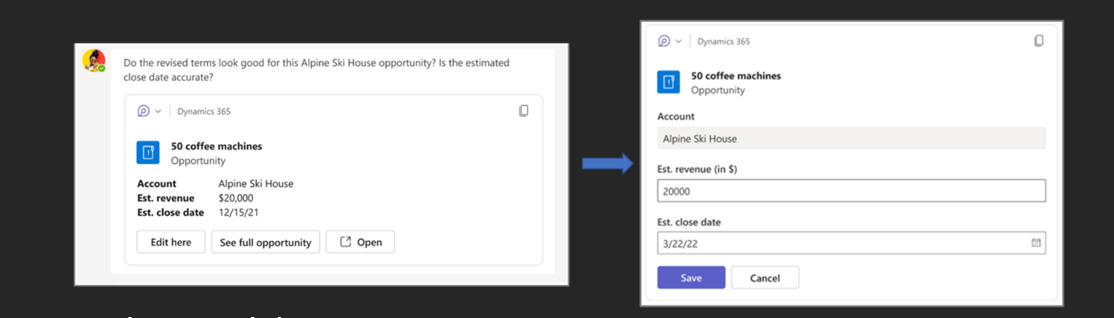 Do the revised terms look good for this Alpine Ski House opportunity? Is the estimated
close date accurate?
Dynamics 365
50 coffee machines
Opportunity
Account Alpine Ski House
Est. revenue $20,000
Est. close date 12/15/21
Edit here See full opportunity Open
Dynamics 365
50 coffee machines
Opportunity
Account
Alpine Ski House
Est. revenue (in $)
20000
Est. close date
3/22/22
Save Cancel